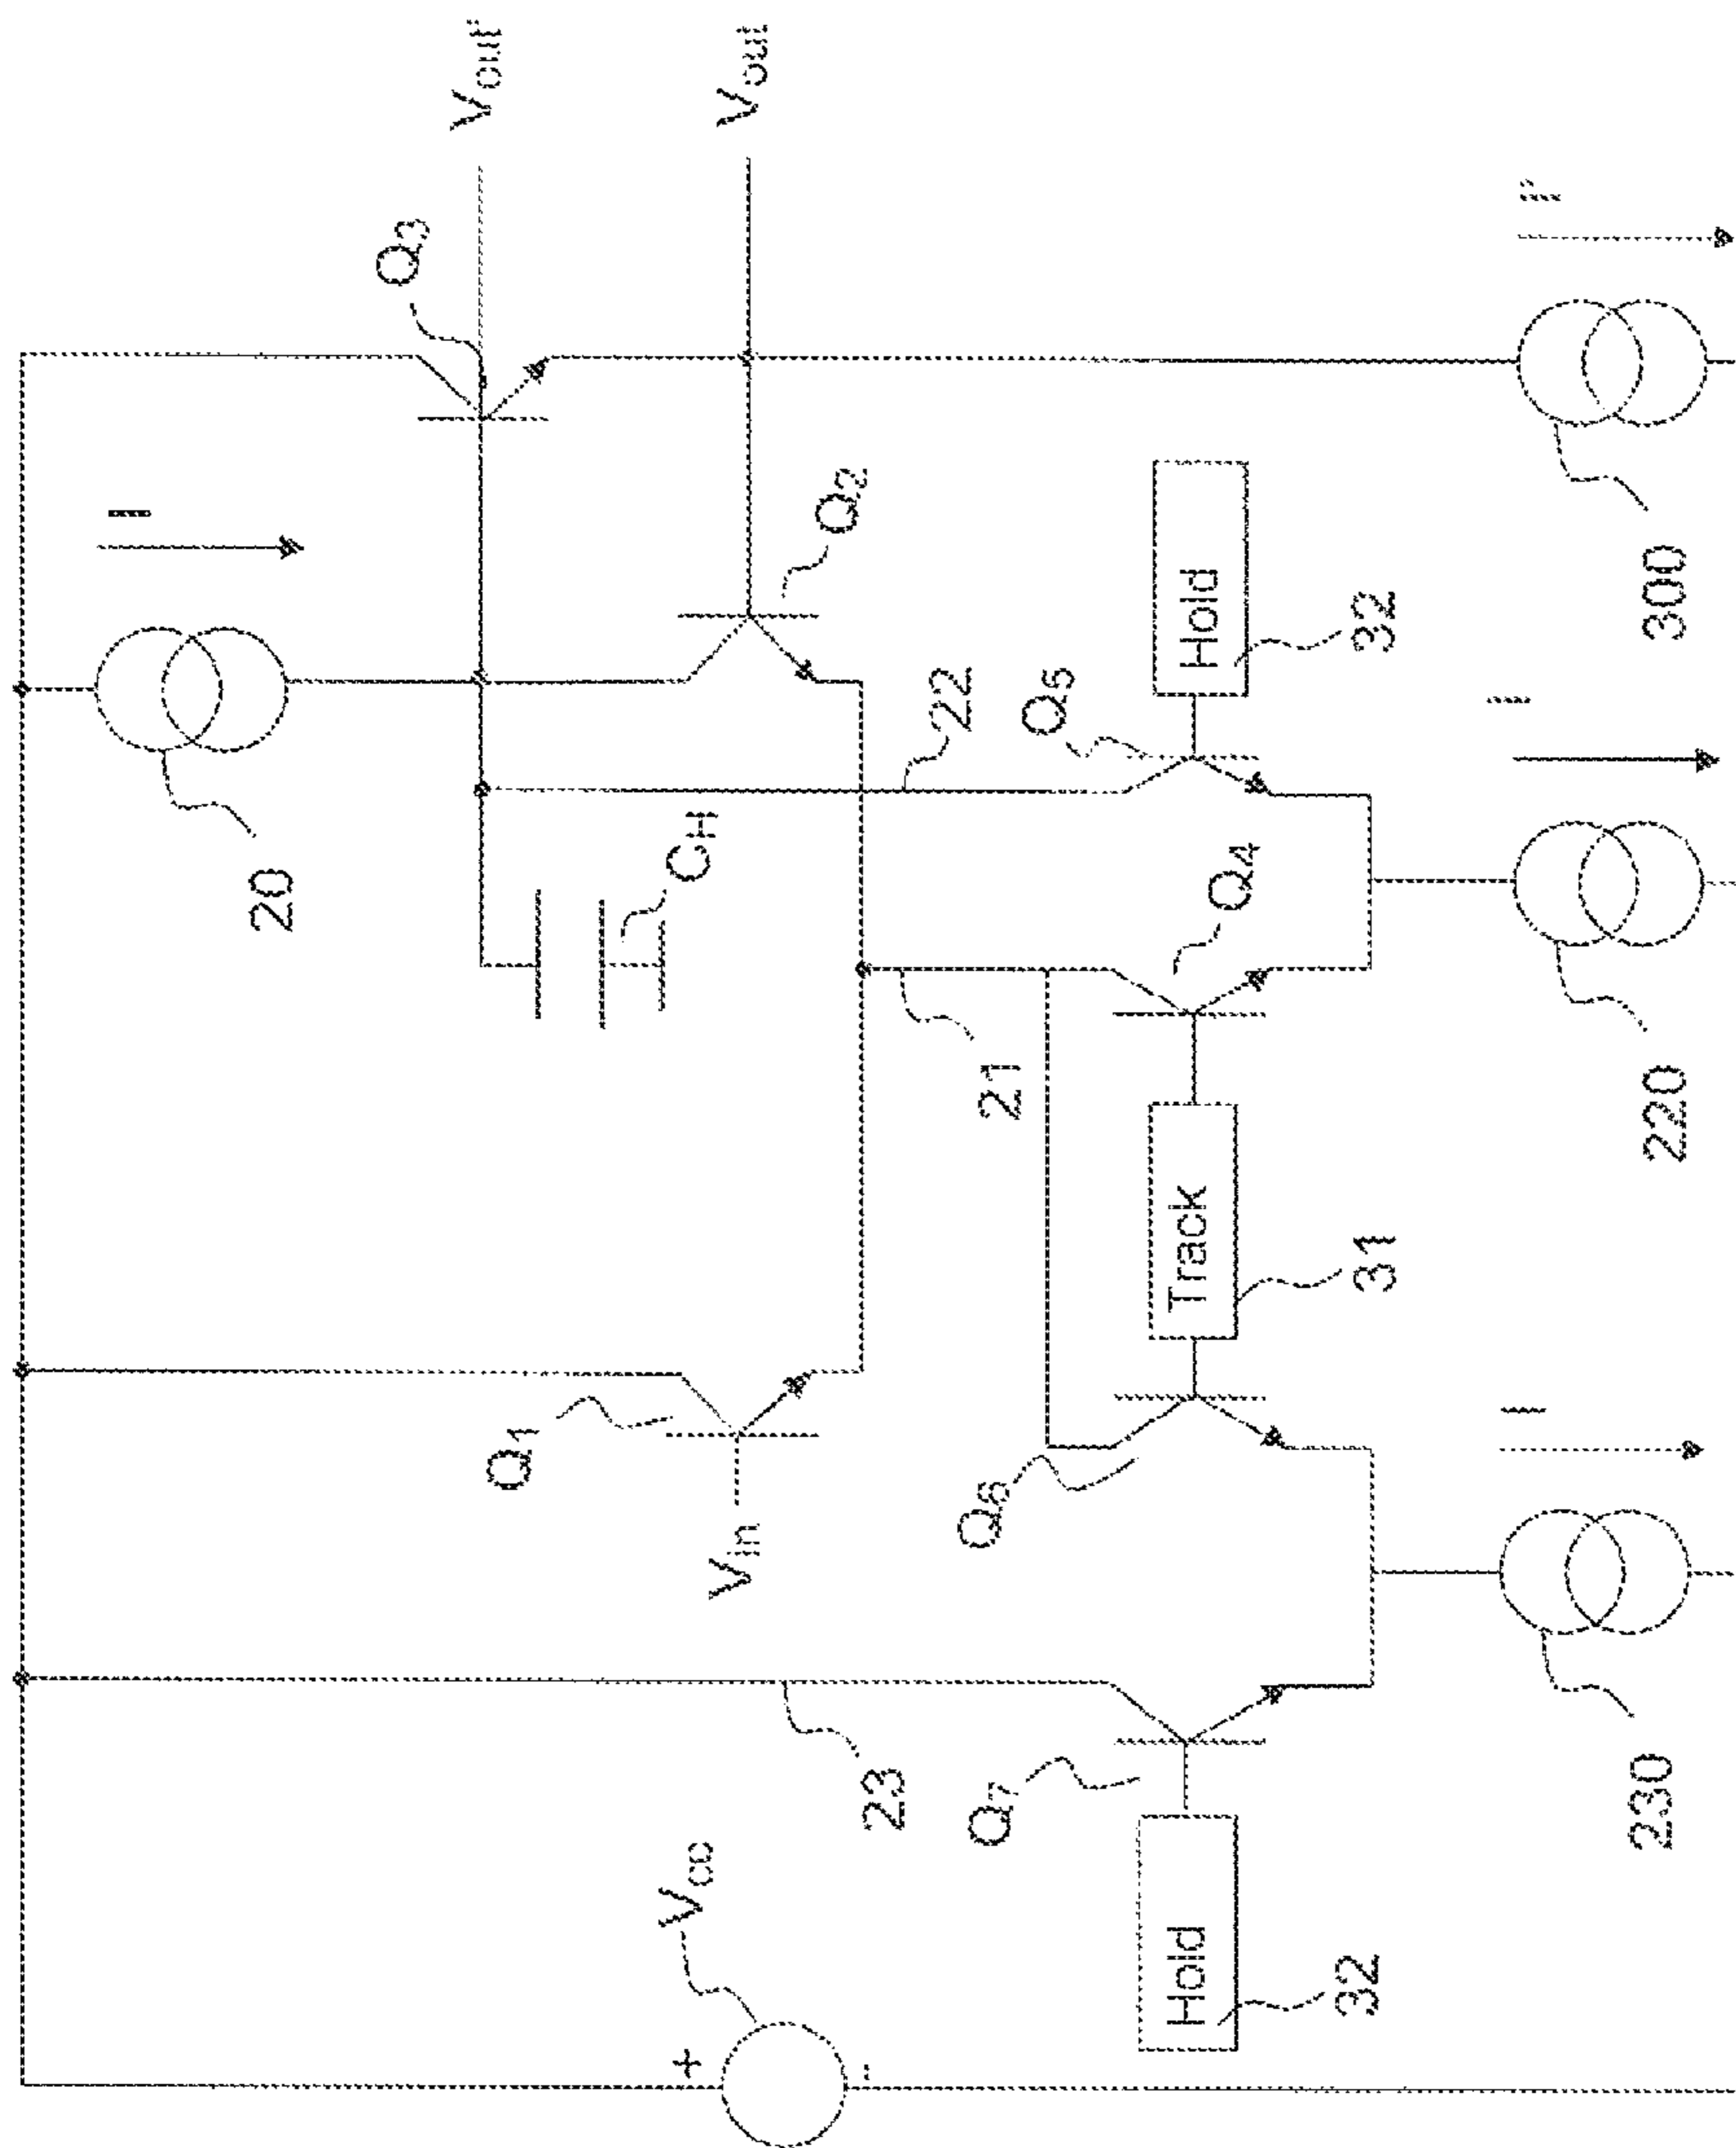 I
20
Q3
Vout'
Q1
+
Vcc
-
CH
Vin
Vout
Q2
23
22
Q7
Q6
21
Q5
Q4
Hold
Track
Hold
32
31
32
I
I
230
220
300